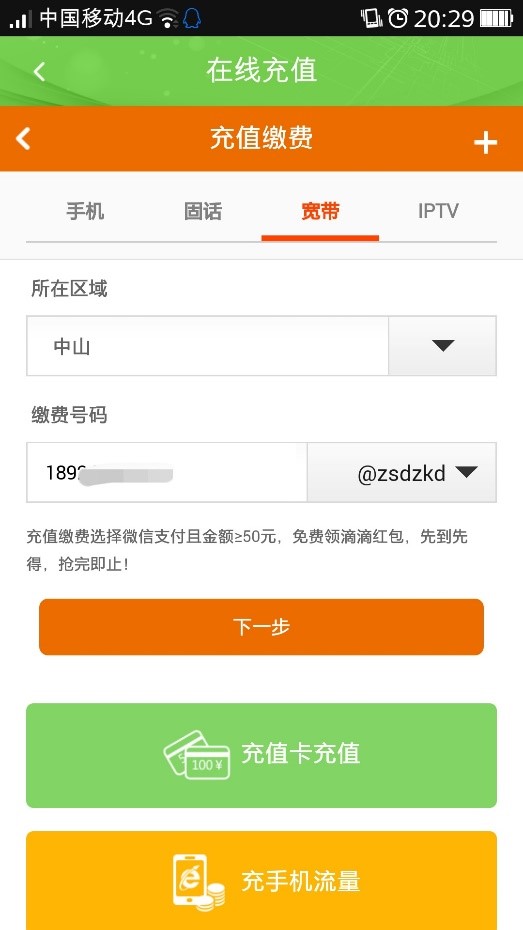 中国移动4G 20:29
在线充值
充值缴费 +
手机 固话 宽带 IPTV
所在区域
中山
缴费号码
189 @zsdzkd
充值缴费选择微信支付且金额≥50元，免费领滴滴红包，先到先
得，抢完即止！
下一步
100¥ 充值卡充值
充手机流量